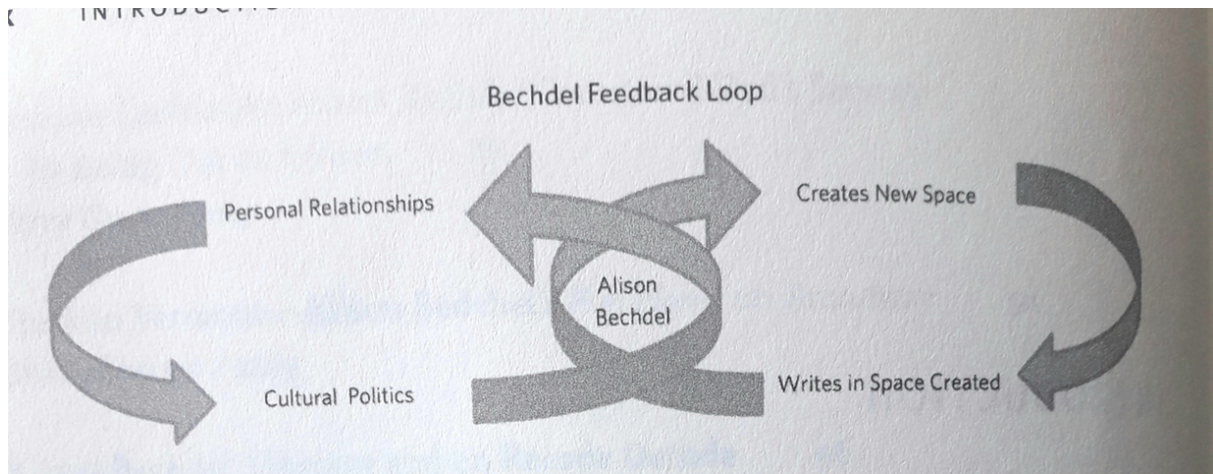 Bechdel Feedback Loop
Personal Relationships
Creates New Space
Alison
Bechdel
Cultural Politics
Writes in Space Created